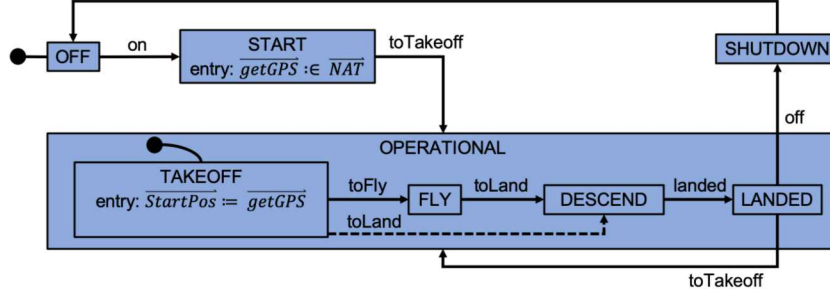 OFF
on
START
entry: getGPS :∈ NAT
toTakeoff
SHUTDOWN
off
OPERATIONAL
TAKEOFF
entry: StartPos ≔ getGPS
toFly
FLY
toLand
DESCEND
landed
LANDED
toLand
toTakeoff